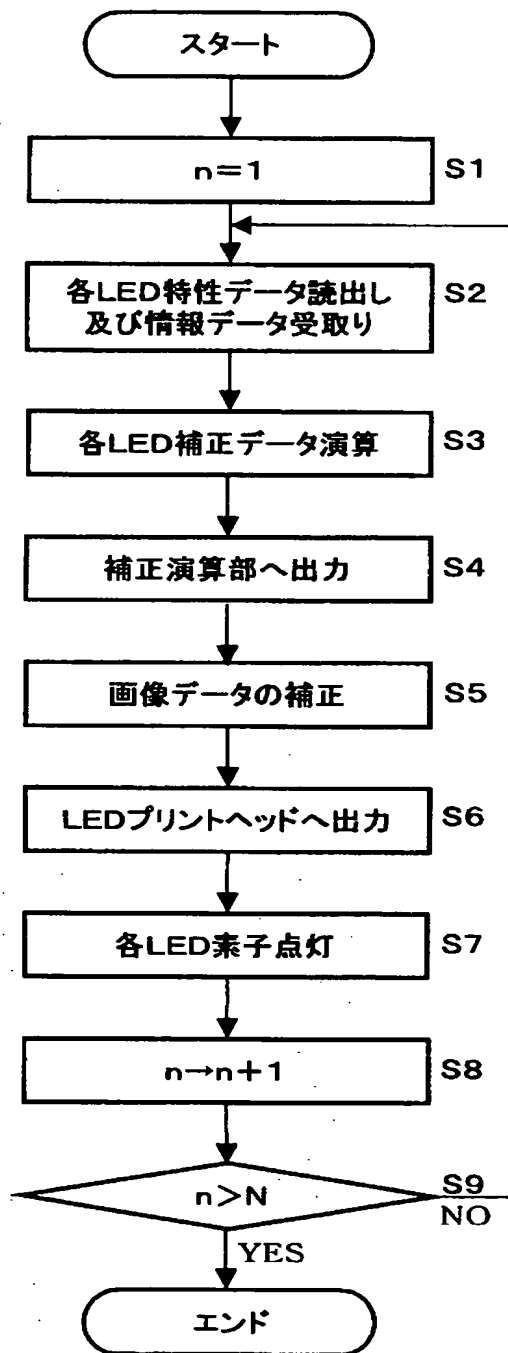 スタート
n=1
S1
各LED特性データ読出し
及び情報データ受取り
S2
各LED補正データ演算
S3
補正演算部へ出力
S4
画像データの補正
S5
LEDプリントヘッドへ出力
S6
各LED素子点灯
S7
n→n+1
S8
n>N
S9
NO
YES
エンド